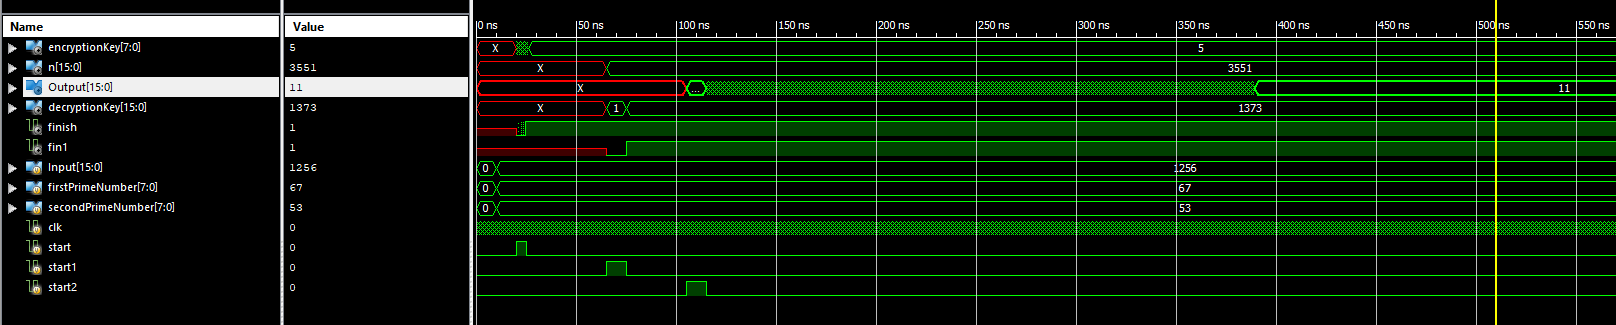 Name Value 0 ns 50 ns 100 ns 150 ns 200 ns 250 ns 300 ns 350 ns 400 ns 450 ns 500 ns 550 ns
encryptionKey[7:0] 5 X 5
n[15:0] 3551 X 3551
Output[15:0] 11 X ... 11
decryptionKey[15:0] 1373 X 1 1373
finish 1
fin1 1
Input[15:0] 1256 0 1256
firstPrimeNumber[7:0] 67 0 67
secondPrimeNumber[7:0] 53 0 53
clk 0
start 0
start1 0
start2 0